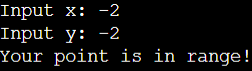 Input x: -2
Input y: -2
Your point is in range!